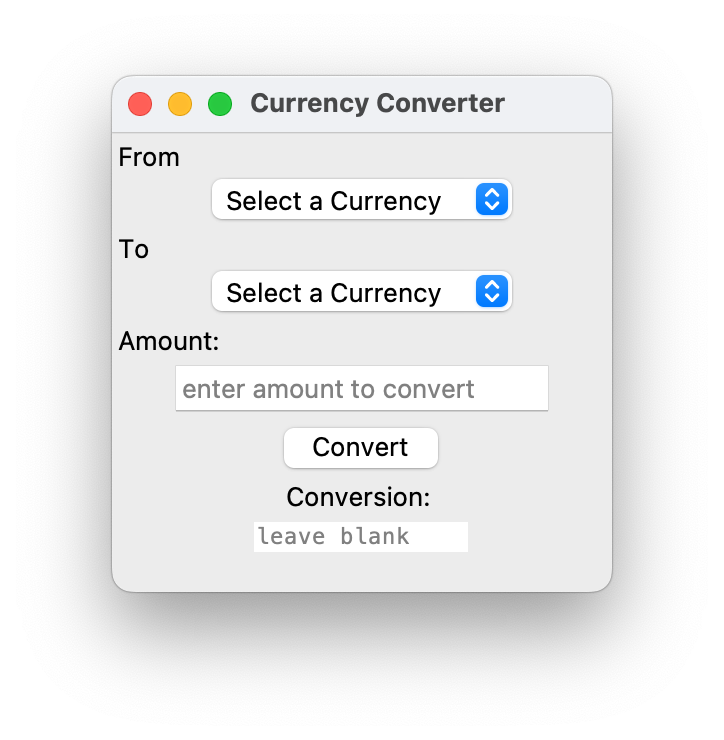 Currency Converter
From
Select a Currency
To
Select a Currency
Amount:
enter amount to convert
Convert
Conversion:
leave blank